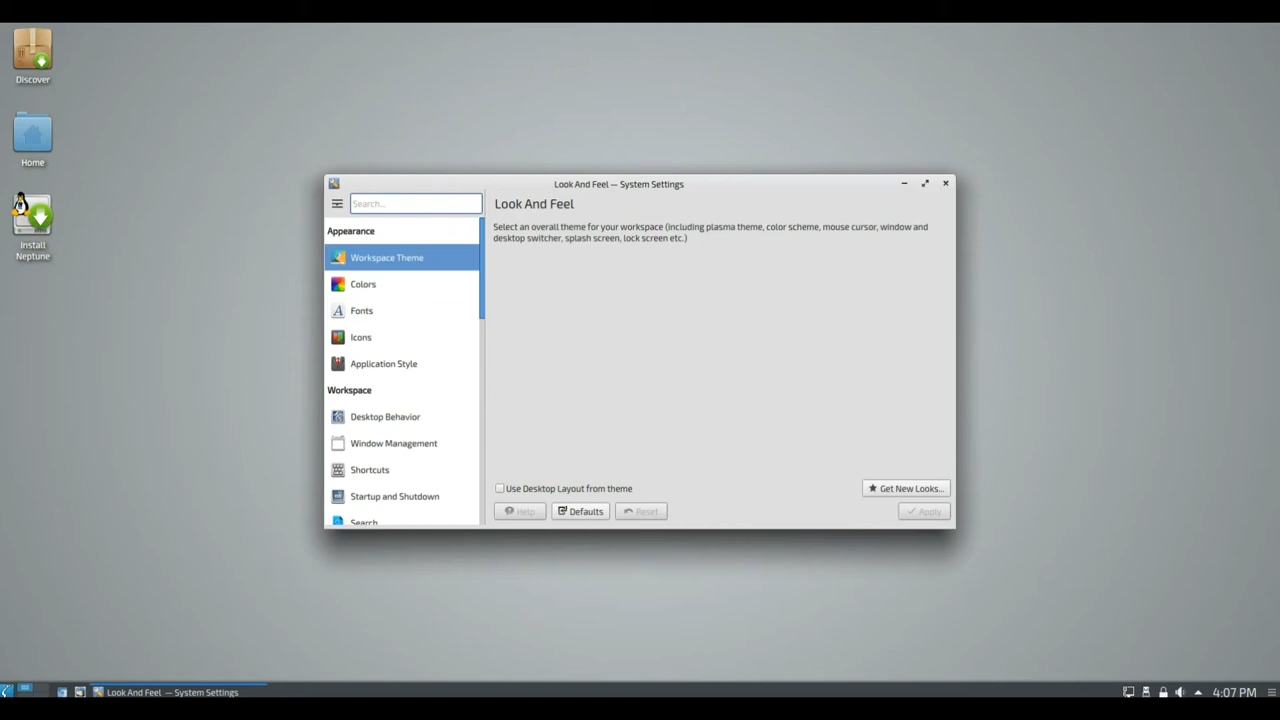 Discover
Home
Install
Neptune
Look And Feel — System Settings
Search...
Appearance
Workspace Theme
Colors
Fonts
Icons
Application Style
Workspace
Desktop Behavior
Window Management
Shortcuts
Startup and Shutdown
Search
Look And Feel
Select an overall theme for your workspace (including plasma theme, color scheme, mouse cursor, window and
desktop switcher, splash screen, lock screen etc.)
Use Desktop Layout from theme
Get New Looks...
Help
Defaults
Reset
Apply
Look And Feel — System Settings
4:07 PM